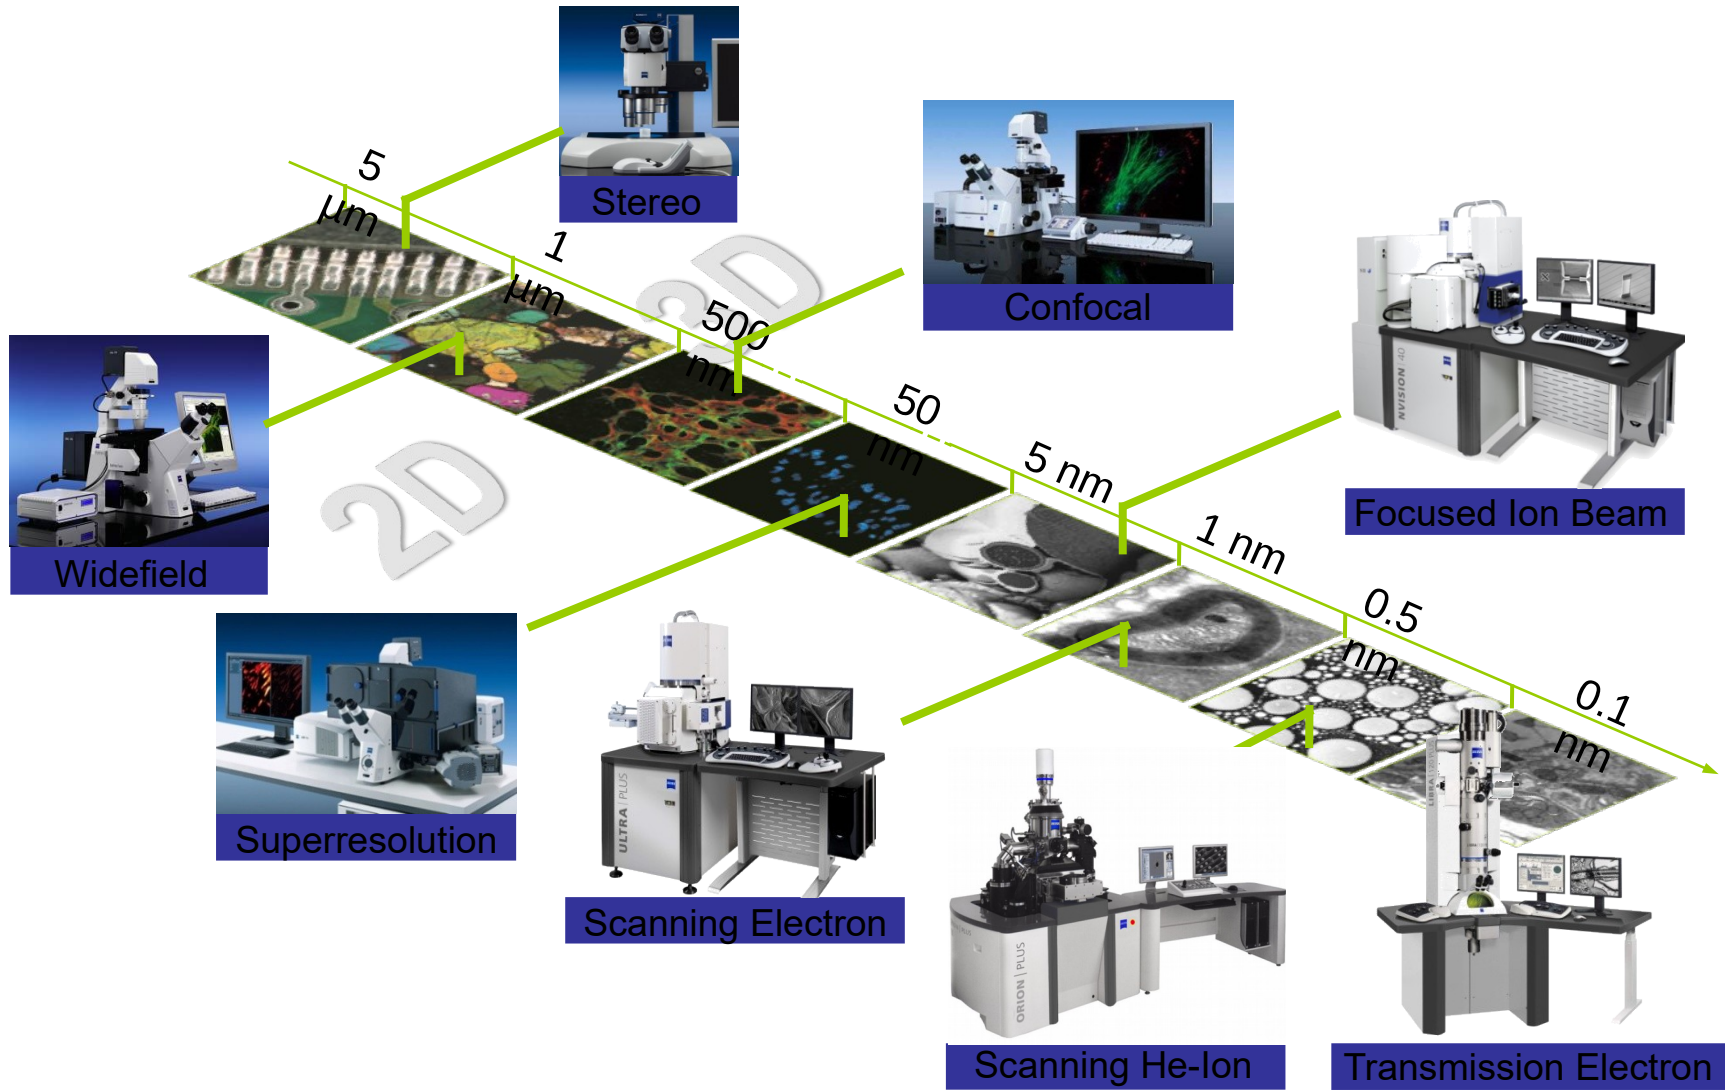 Stereo
5
µm
1
µm
3D
500
nm
Confocal
50
nm
5 nm
NVISION | 40
Focused Ion Beam
1 nm
0.5
nm
0.1
nm
2D
Widefield
Superresolution
ULTRA | PLUS
Scanning Electron
ORION | PLUS
Scanning He-Ion
Transmission Electron